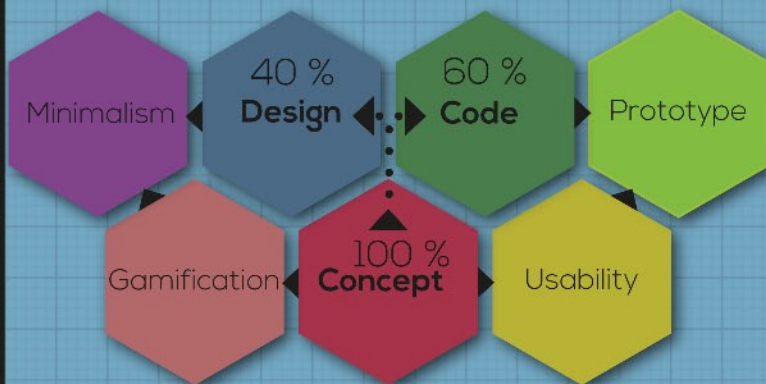 Minimalism
40 %
Design
60 %
Code
Prototype
Gamification
100 %
Concept
Usability